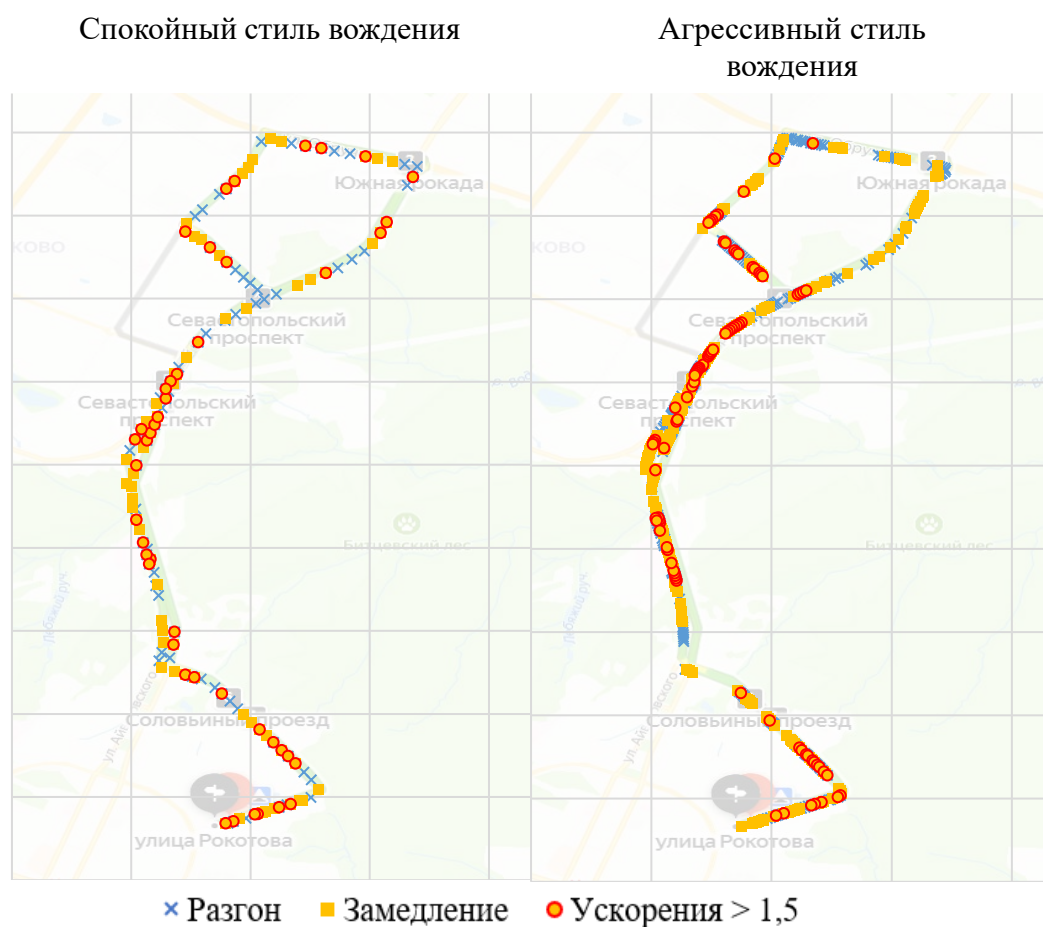 Спокойный стиль вождения
Агрессивный стиль
вождения
Южная рокада
КОВО
Севастопольский
проспект
Севастопольский
проспект
Битцевский лес
Соловьиный проезд
улица Рокотова
Южная рокада
Севастопольский
проспект
Севастопольский
проспект
Битцевский лес
Соловьиный проезд
улица Рокотова
Разгон
Замедление
Ускорения > 1,5